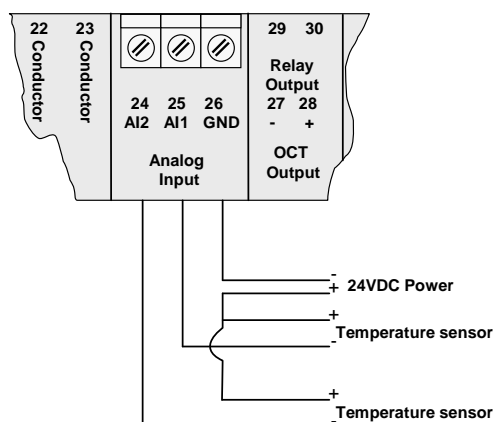 22 23 29 30
Conductor
Conductor
Relay
Output
24 25 26 27 28
AI2 AI1 GND - +
Analog
Input
OCT
Output
-
+ 24VDC Power
+
Temperature sensor
-
+
Temperature sensor
-